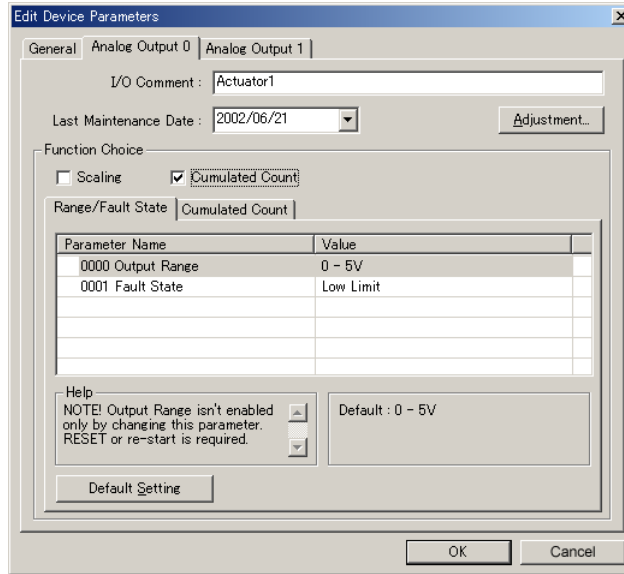 Edit Device Parameters
General Analog Output 0 Analog Output 1
I/O Comment : Actuator1
Last Maintenance Date : 2002/06/21 Adjustment...
Function Choice
Scaling Cumulated Count
Range/Fault State Cumulated Count
Parameter Name Value
0000 Output Range 0 - 5V
0001 Fault State Low Limit
Help
NOTE! Output Range isn't enabled
only by changing this parameter.
RESET or re-start is required.
Default : 0 - 5V
Default Setting
OK Cancel